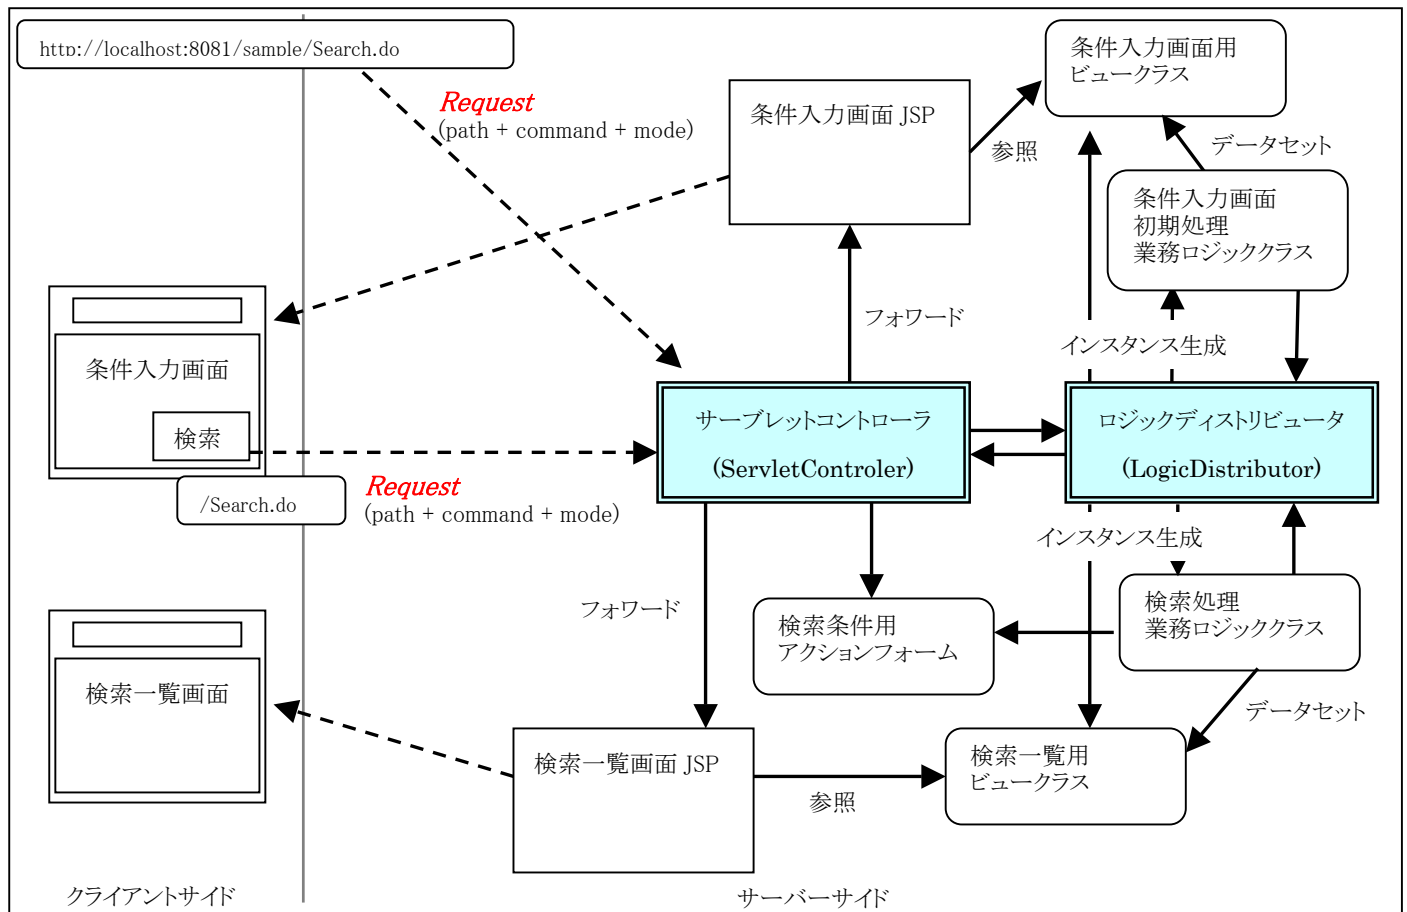 http://localhost:8081/sample/Search.do
Request
(path + command + mode)
条件入力画面 JSP
条件入力画面用
ビュークラス
参照
データセット
条件入力画面
初期処理
業務ロジッククラス
フォワード
インスタンス生成
条件入力画面
検索
/Search.do
Request
(path + command + mode)
サーブレットコントローラ
(ServletControler)
ロジックディストリビュータ
(LogicDistributor)
インスタンス生成
フォワード
検索条件用
アクションフォーム
検索処理
業務ロジッククラス
検索一覧画面
データセット
検索一覧画面 JSP
参照
検索一覧用
ビュークラス
クライアントサイド
サーバーサイド